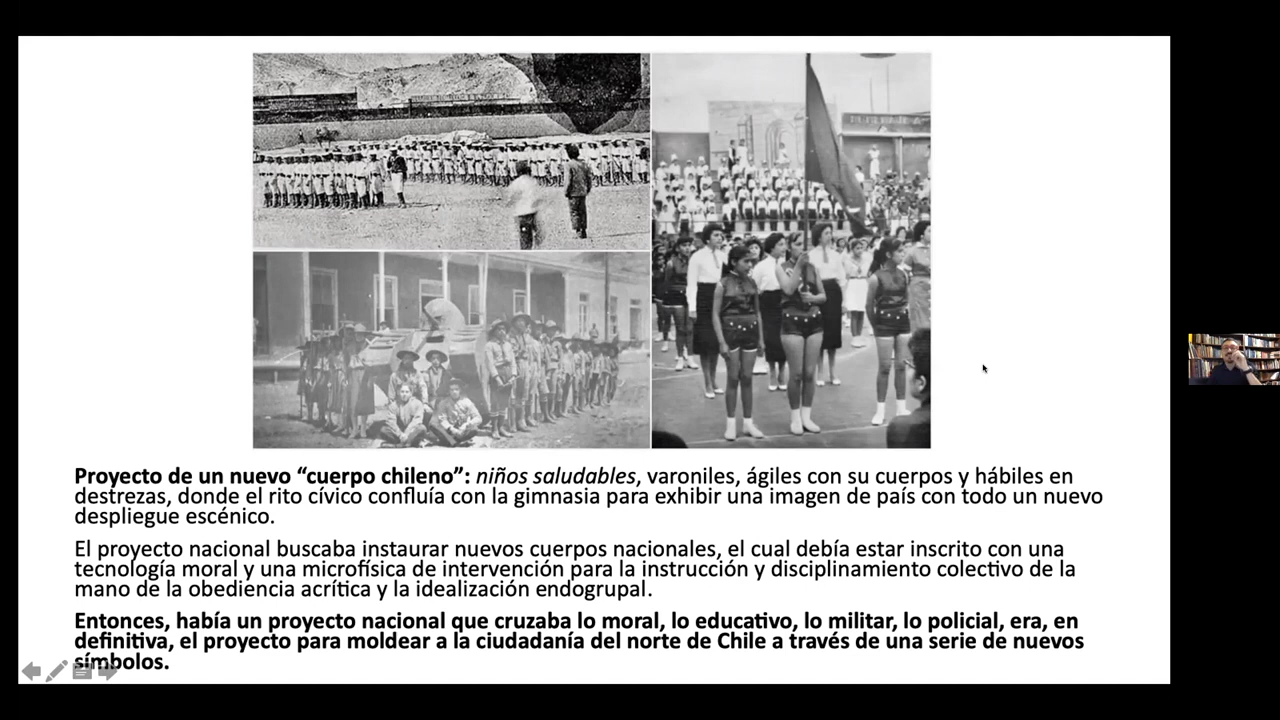 Proyecto de un nuevo “cuerpo chileno”: niños saludables, varoniles, ágiles con su cuerpos y hábiles en
destrezas, donde el rito cívico confluía con la gimnasia para exhibir una imagen de país con todo un nuevo
despliegue escénico.
El proyecto nacional buscaba instaurar nuevos cuerpos nacionales, el cual debía estar inscrito con una
tecnología moral y una microfísica de intervención para la instrucción y disciplinamiento colectivo de la
mano de la obediencia acrítica y la idealización endogrupal.
Entonces, había un proyecto nacional que cruzaba lo moral, lo educativo, lo militar, lo policial, era, en
definitiva, el proyecto para moldear a la ciudadanía del norte de Chile a través de una serie de nuevos
símbolos.